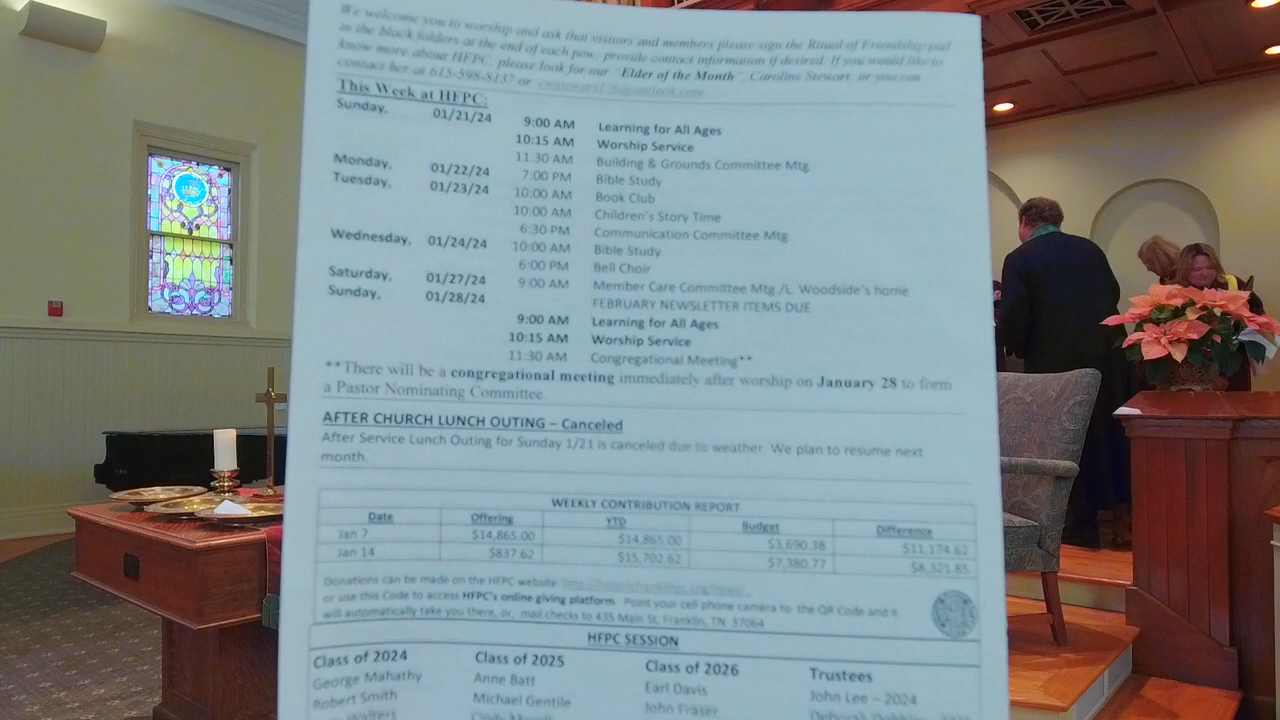 We welcome you to worship and ask that visitors and members please sign the Ritual of Friendship pad
in the black folders at the end of each pew, provide contact information if desired. If you would like to
know more about HFPC, please look for our "Elder of the Month", Caroline Stewart, or you can
contact her at 615-598-8137 or
This Week at HFPC:
Sunday, 01/21/24 9:00 AM Learning for All Ages
10:15 AM Worship Service
11:30 AM Building & Grounds Committee Mtg.
Monday, 01/22/24 7:00 PM Bible Study
Tuesday, 01/23/24 10:00 AM Book Club
10:00 AM Children's Story Time
6:30 PM Communication Committee Mtg.
Wednesday, 01/24/24 10:00 AM Bible Study
6:00 PM Bell Choir
Saturday, 01/27/24 9:00 AM Member Care Committee Mtg./L. Woodside's home
Sunday, 01/28/24 FEBRUARY NEWSLETTER ITEMS DUE
9:00 AM Learning for All Ages
10:15 AM Worship Service
11:30 AM Congregational Meeting**
**There will be a congregational meeting immediately after worship on January 28 to form
a Pastor Nominating Committee.
AFTER CHURCH LUNCH OUTING – Canceled
After Service Lunch Outing for Sunday 1/21 is canceled due to weather. We plan to resume next
month.
WEEKLY CONTRIBUTION REPORT
Date Offering YTD Budget Difference
Jan 7 $14,865.00 $14,865.00 $3,690.38 $11,174.62
Jan 14 $837.62 $15,702.62 $7,380.77 $8,321.85
Donations can be made on the HFPC website:
or use this Code to access HFPC's online giving platform. Point your cell phone camera to the QR Code and it
will automatically take you there, or, mail checks to 435 Main St, Franklin, TN 37064
HFPC SESSION
Class of 2024 Class of 2025 Class of 2026 Trustees
George Mahathy Anne Batt Earl Davis John Lee – 2024
Robert Smith Michael Gentile John Fraser Deborah
Walters Cindy